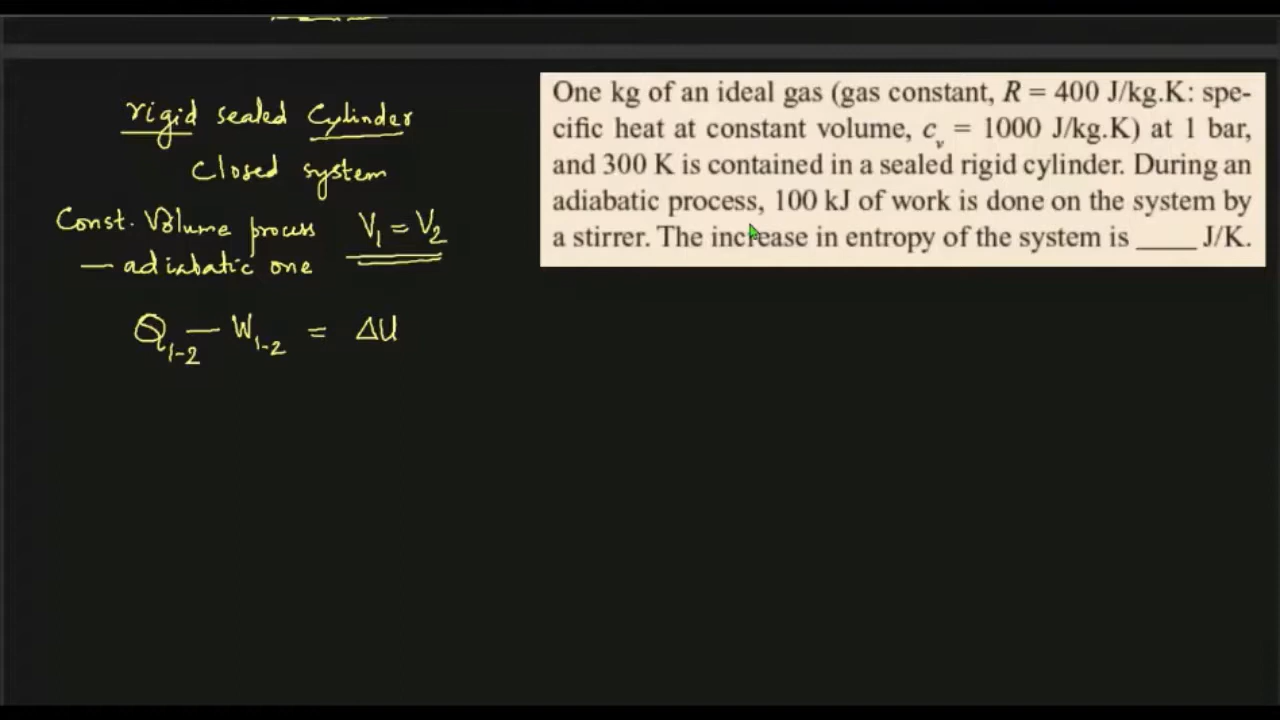 rigid sealed Cylinder
Closed system
Const. Volume process V₁ = V₂
— adiabatic one
Q₁₋₂ — W₁₋₂ = ΔU
One kg of an ideal gas (gas constant, R = 400 J/kg.K: spe-
cific heat at constant volume, cᵥ = 1000 J/kg.K) at 1 bar,
and 300 K is contained in a sealed rigid cylinder. During an
adiabatic process, 100 kJ of work is done on the system by
a stirrer. The increase in entropy of the system is ____ J/K.